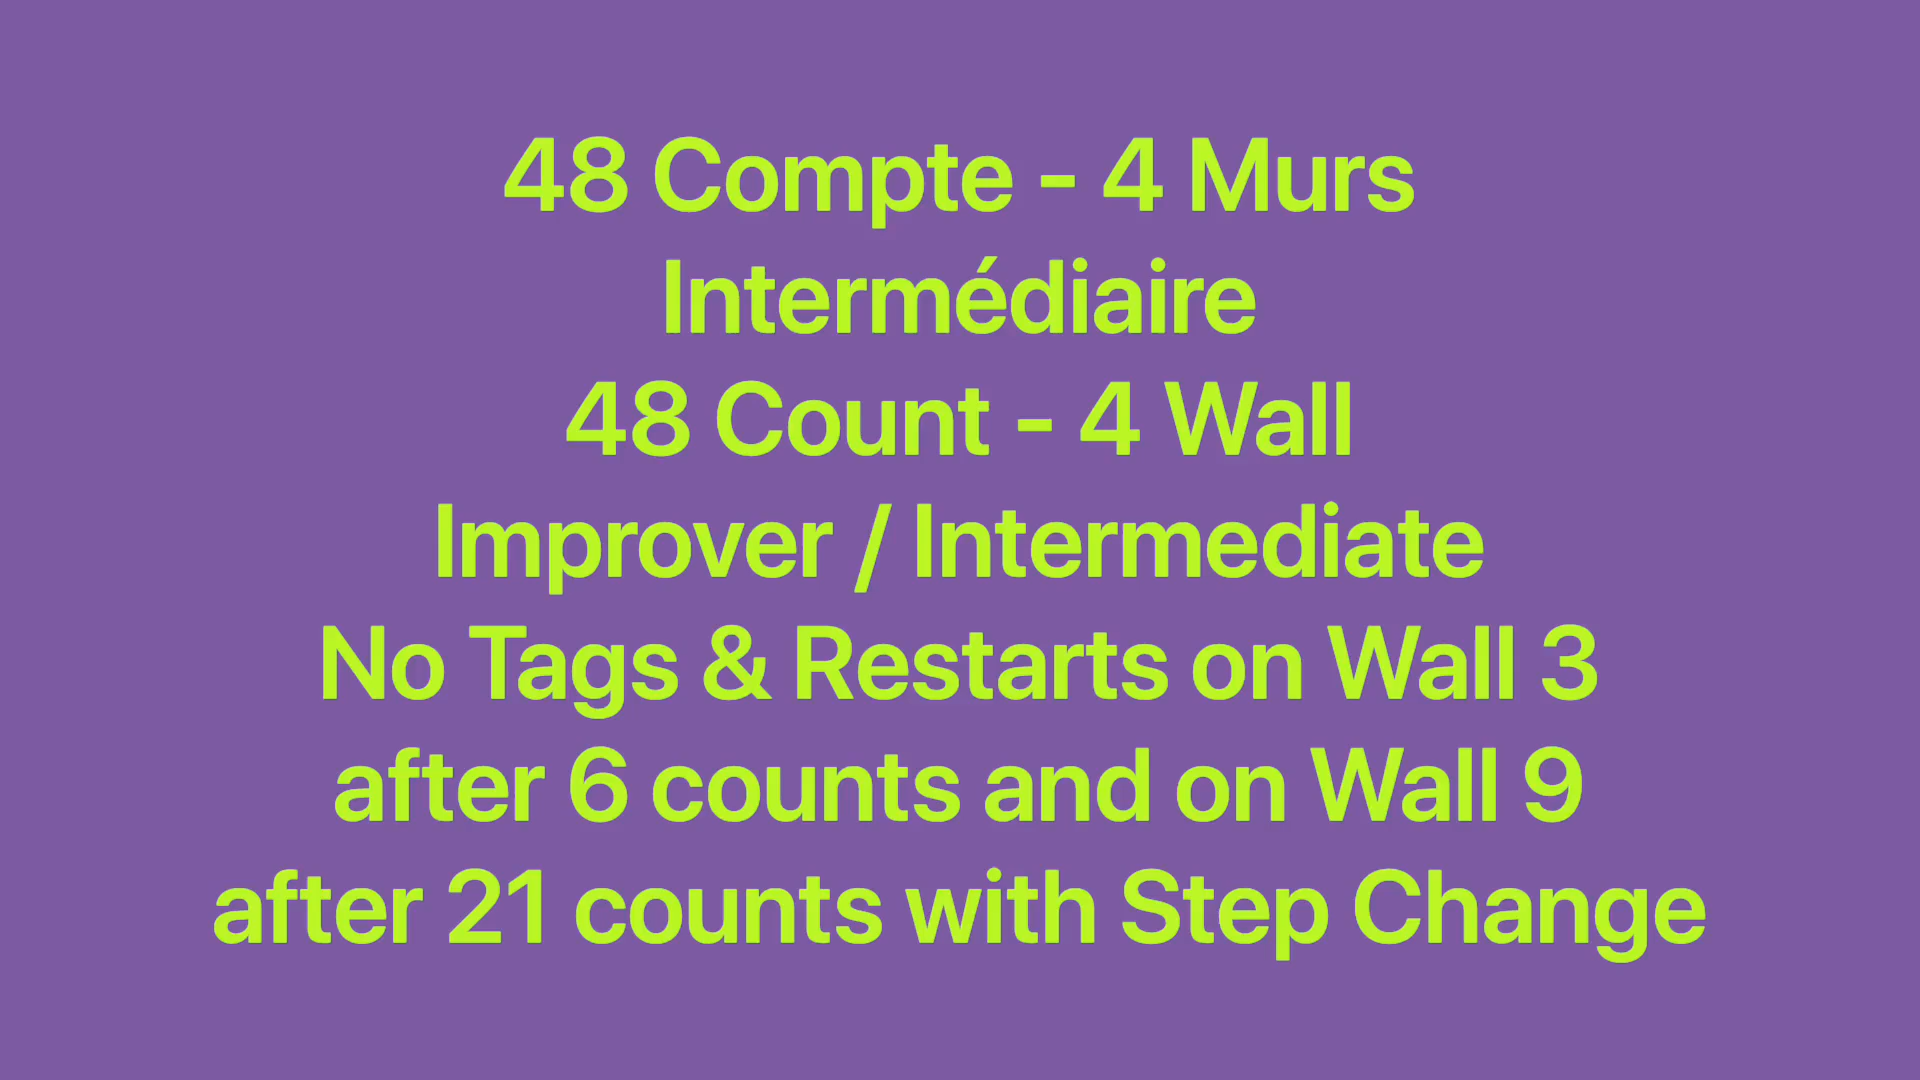 48 Compte - 4 Murs
Intermédiaire
48 Count - 4 Wall
Improver / Intermediate
No Tags & Restarts on Wall 3
after 6 counts and on Wall 9
after 21 counts with Step Change